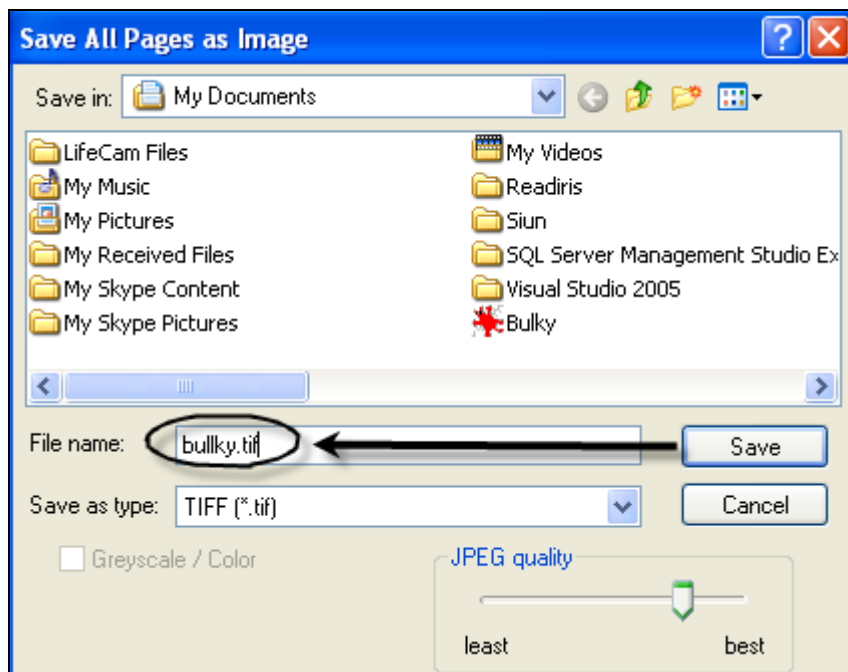 Save All Pages as Image
Save in: My Documents
LifeCam Files
My Music
My Pictures
My Received Files
My Skype Content
My Skype Pictures
My Videos
Readiris
Siun
SQL Server Management Studio Ex
Visual Studio 2005
Bulky
File name: bullky.tif Save
Save as type: TIFF (*.tif) Cancel
Greyscale / Color JPEG quality
least best